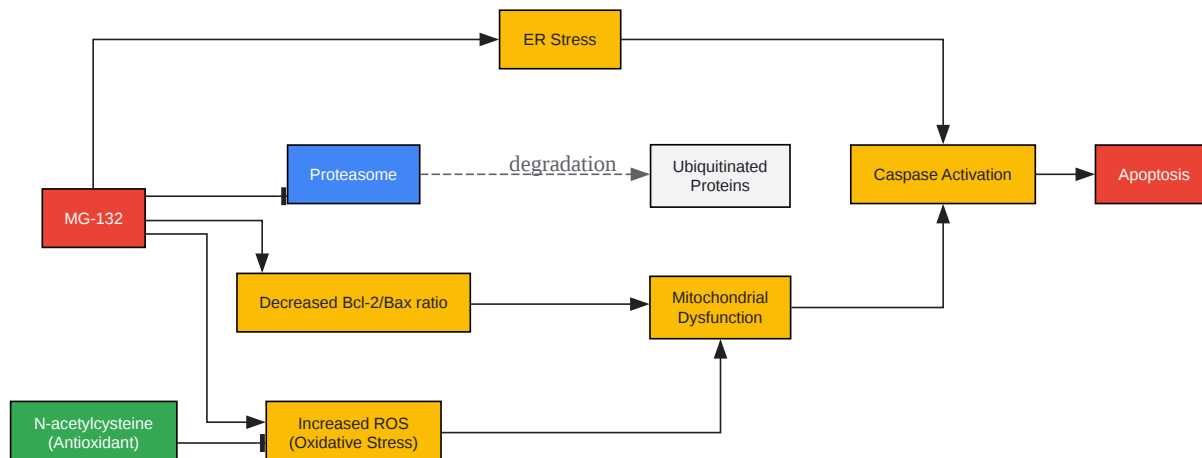 ER Stress
degradation
Proteasome
Ubiquitinated
Proteins
Caspase Activation
Apoptosis
MG-132
Decreased Bcl-2/Bax ratio
Mitochondrial
Dysfunction
N-acetylcysteine
(Antioxidant)
Increased ROS
(Oxidative Stress)